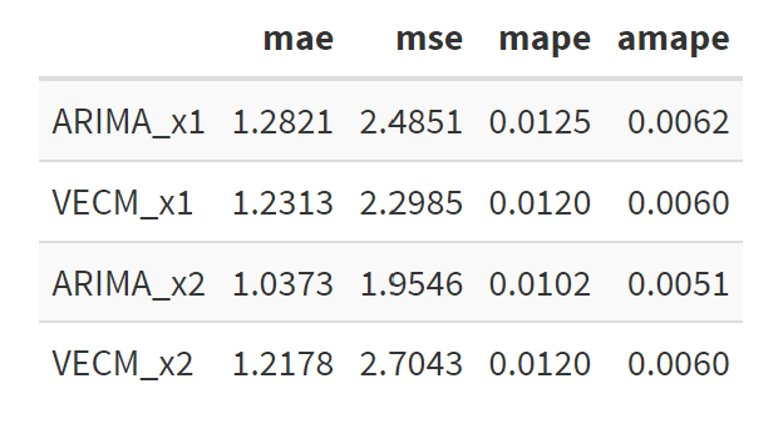 mae mse mape amape
ARIMA_x1 1.2821 2.4851 0.0125 0.0062
VECM_x1 1.2313 2.2985 0.0120 0.0060
ARIMA_x2 1.0373 1.9546 0.0102 0.0051
VECM_x2 1.2178 2.7043 0.0120 0.0060